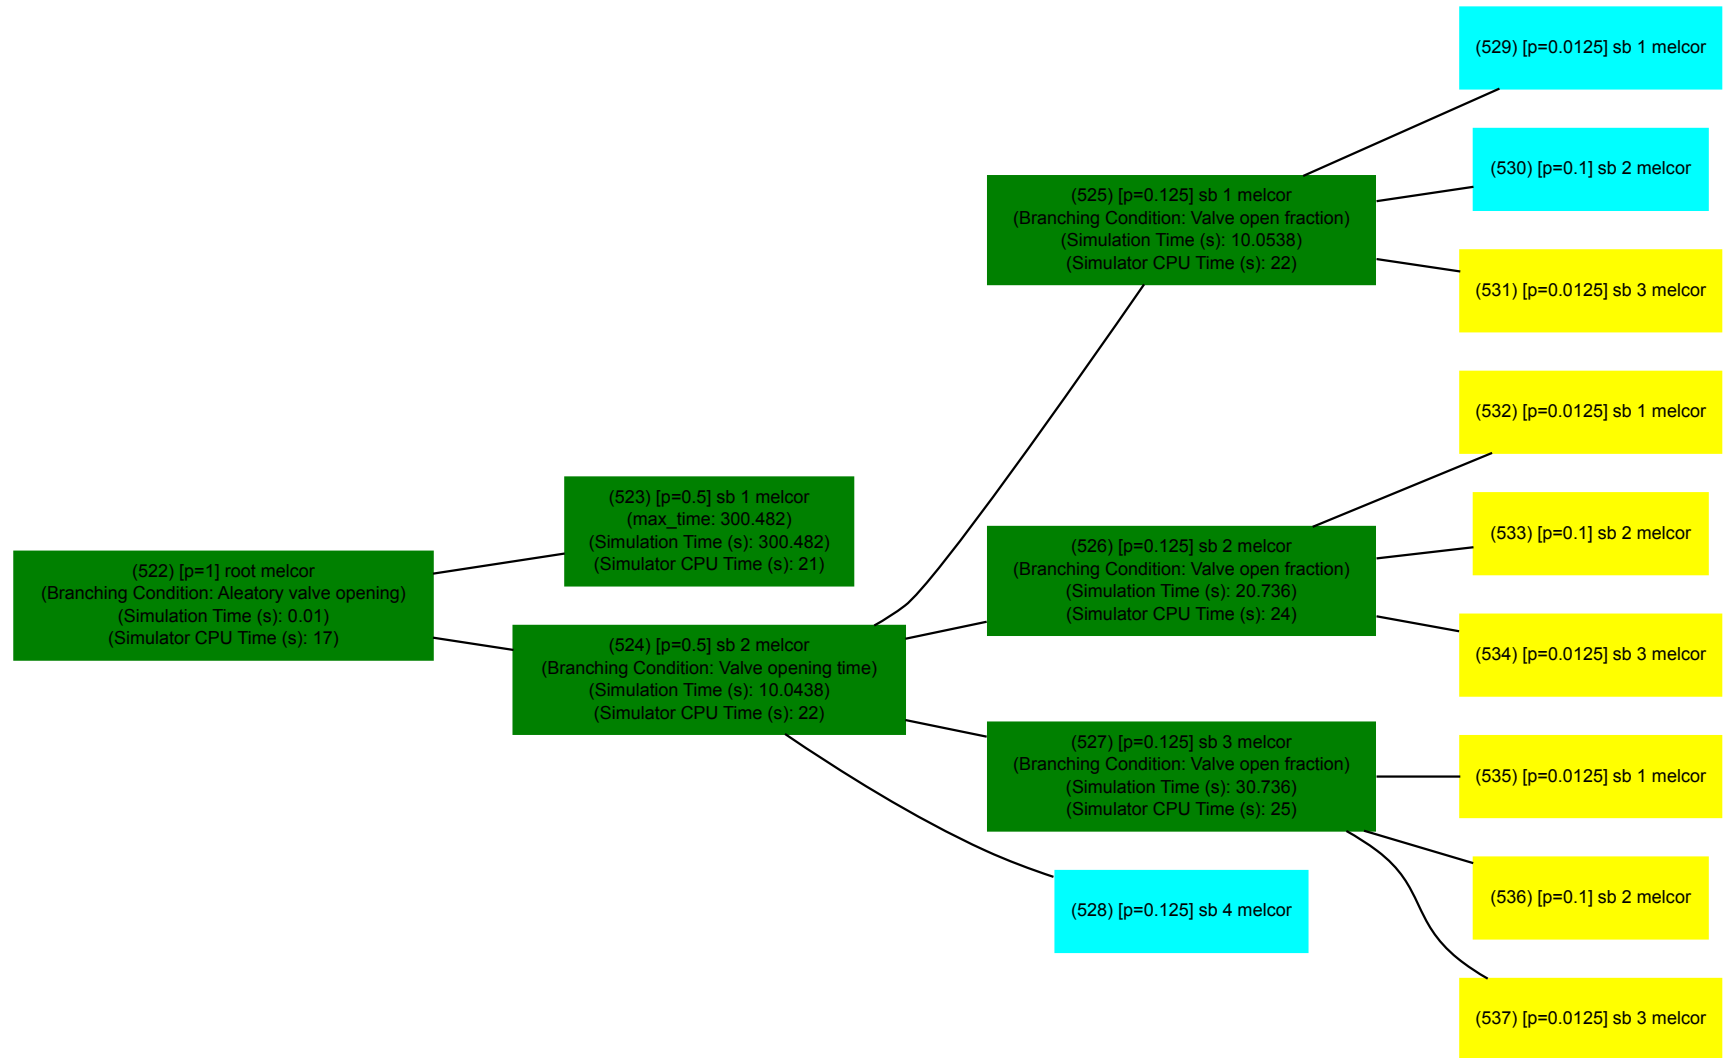 (522) [p=1] root melcor
(Branching Condition: Aleatory valve opening)
(Simulation Time (s): 0.01)
(Simulator CPU Time (s): 17)
(523) [p=0.5] sb 1 melcor
(max_time: 300.482)
(Simulation Time (s): 300.482)
(Simulator CPU Time (s): 21)
(524) [p=0.5] sb 2 melcor
(Branching Condition: Valve opening time)
(Simulation Time (s): 10.0438)
(Simulator CPU Time (s): 22)
(525) [p=0.125] sb 1 melcor
(Branching Condition: Valve open fraction)
(Simulation Time (s): 10.0538)
(Simulator CPU Time (s): 22)
(526) [p=0.125] sb 2 melcor
(Branching Condition: Valve open fraction)
(Simulation Time (s): 20.736)
(Simulator CPU Time (s): 24)
(527) [p=0.125] sb 3 melcor
(Branching Condition: Valve open fraction)
(Simulation Time (s): 30.736)
(Simulator CPU Time (s): 25)
(528) [p=0.125] sb 4 melcor
(529) [p=0.0125] sb 1 melcor
(530) [p=0.1] sb 2 melcor
(531) [p=0.0125] sb 3 melcor
(532) [p=0.0125] sb 1 melcor
(533) [p=0.1] sb 2 melcor
(534) [p=0.0125] sb 3 melcor
(535) [p=0.0125] sb 1 melcor
(536) [p=0.1] sb 2 melcor
(537) [p=0.0125] sb 3 melcor